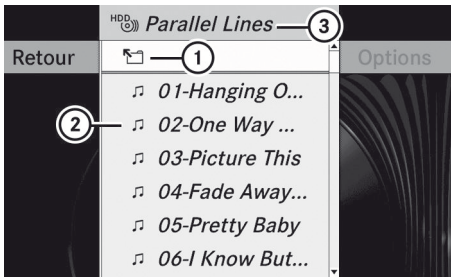 HDD Parallel Lines 3
1
Retour Options
01-Hanging O...
2 02-One Way ...
03-Picture This
04-Fade Away...
05-Pretty Baby
06-I Know But...